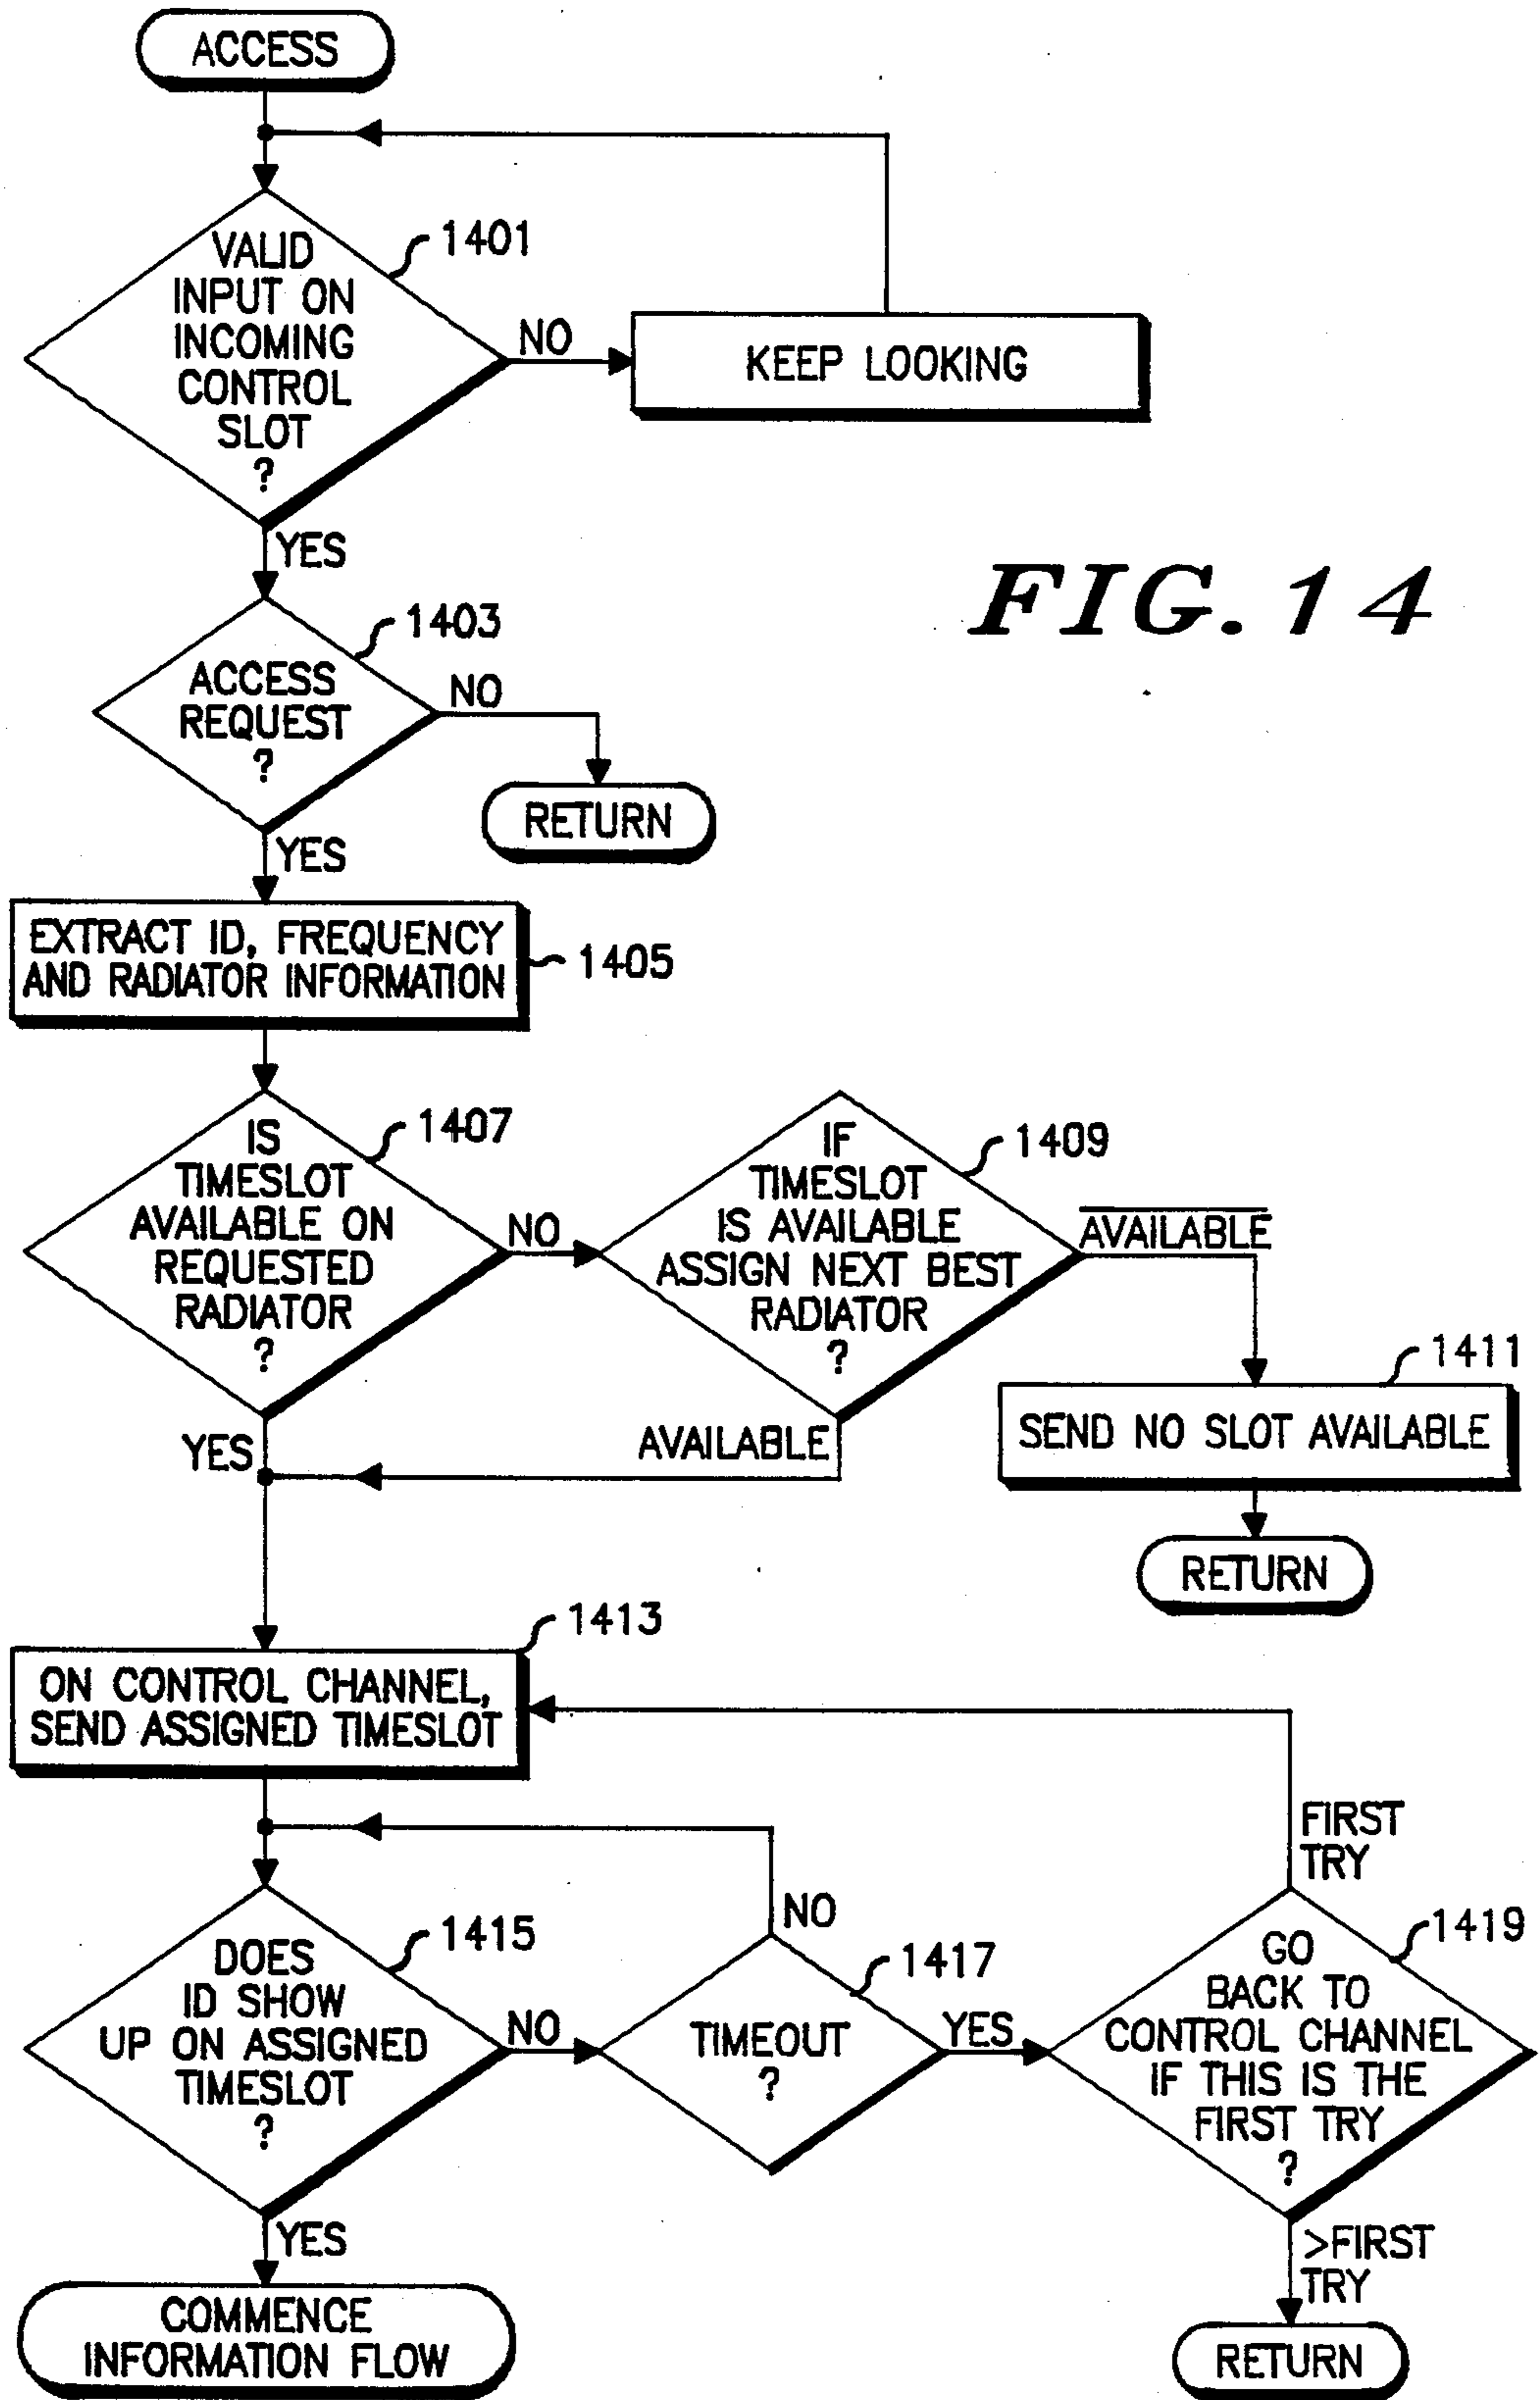 ACCESS
VALID
INPUT ON
INCOMING
CONTROL
SLOT
?
1401
NO
KEEP LOOKING
YES
FIG. 14
ACCESS
REQUEST
?
1403
NO
RETURN
YES
EXTRACT ID, FREQUENCY
AND RADIATOR INFORMATION
1405
IS
TIMESLOT
AVAILABLE ON
REQUESTED
RADIATOR
?
1407
NO
IF
TIMESLOT
IS AVAILABLE
ASSIGN NEXT BEST
RADIATOR
?
1409
AVAILABLE
1411
SEND NO SLOT AVAILABLE
RETURN
YES
AVAILABLE
1413
ON CONTROL CHANNEL,
SEND ASSIGNED TIMESLOT
FIRST
TRY
DOES
ID SHOW
UP ON ASSIGNED
TIMESLOT
?
1415
NO
NO
TIMEOUT
?
1417
YES
GO
BACK TO
CONTROL CHANNEL
IF THIS IS THE
FIRST TRY
?
1419
YES
COMMENCE
INFORMATION FLOW
>FIRST
TRY
RETURN